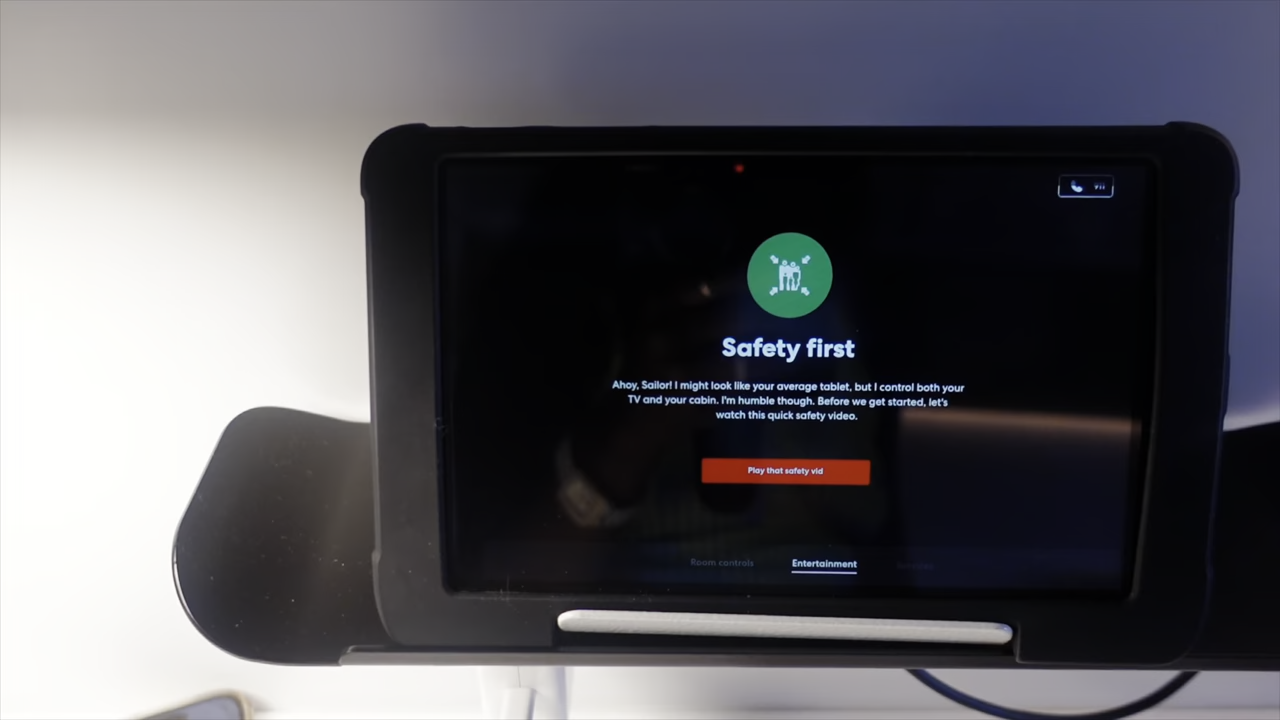 Safety first
Ahoy, Sailor! I might look like your average tablet, but I control both your
TV and your cabin. I'm humble though. Before we get started, let's
watch this quick safety video.
Play that safety vid
Room controls Entertainment